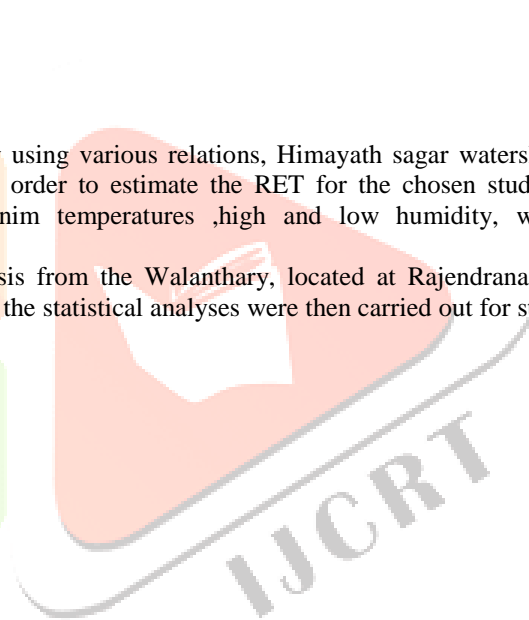 using various relations, Himayath sagar waters
order to estimate the RET for the chosen stud
nim temperatures ,high and low humidity, w
sis from the Walanthary, located at Rajendrana
the statistical analyses were then carried out for s
IJCRT